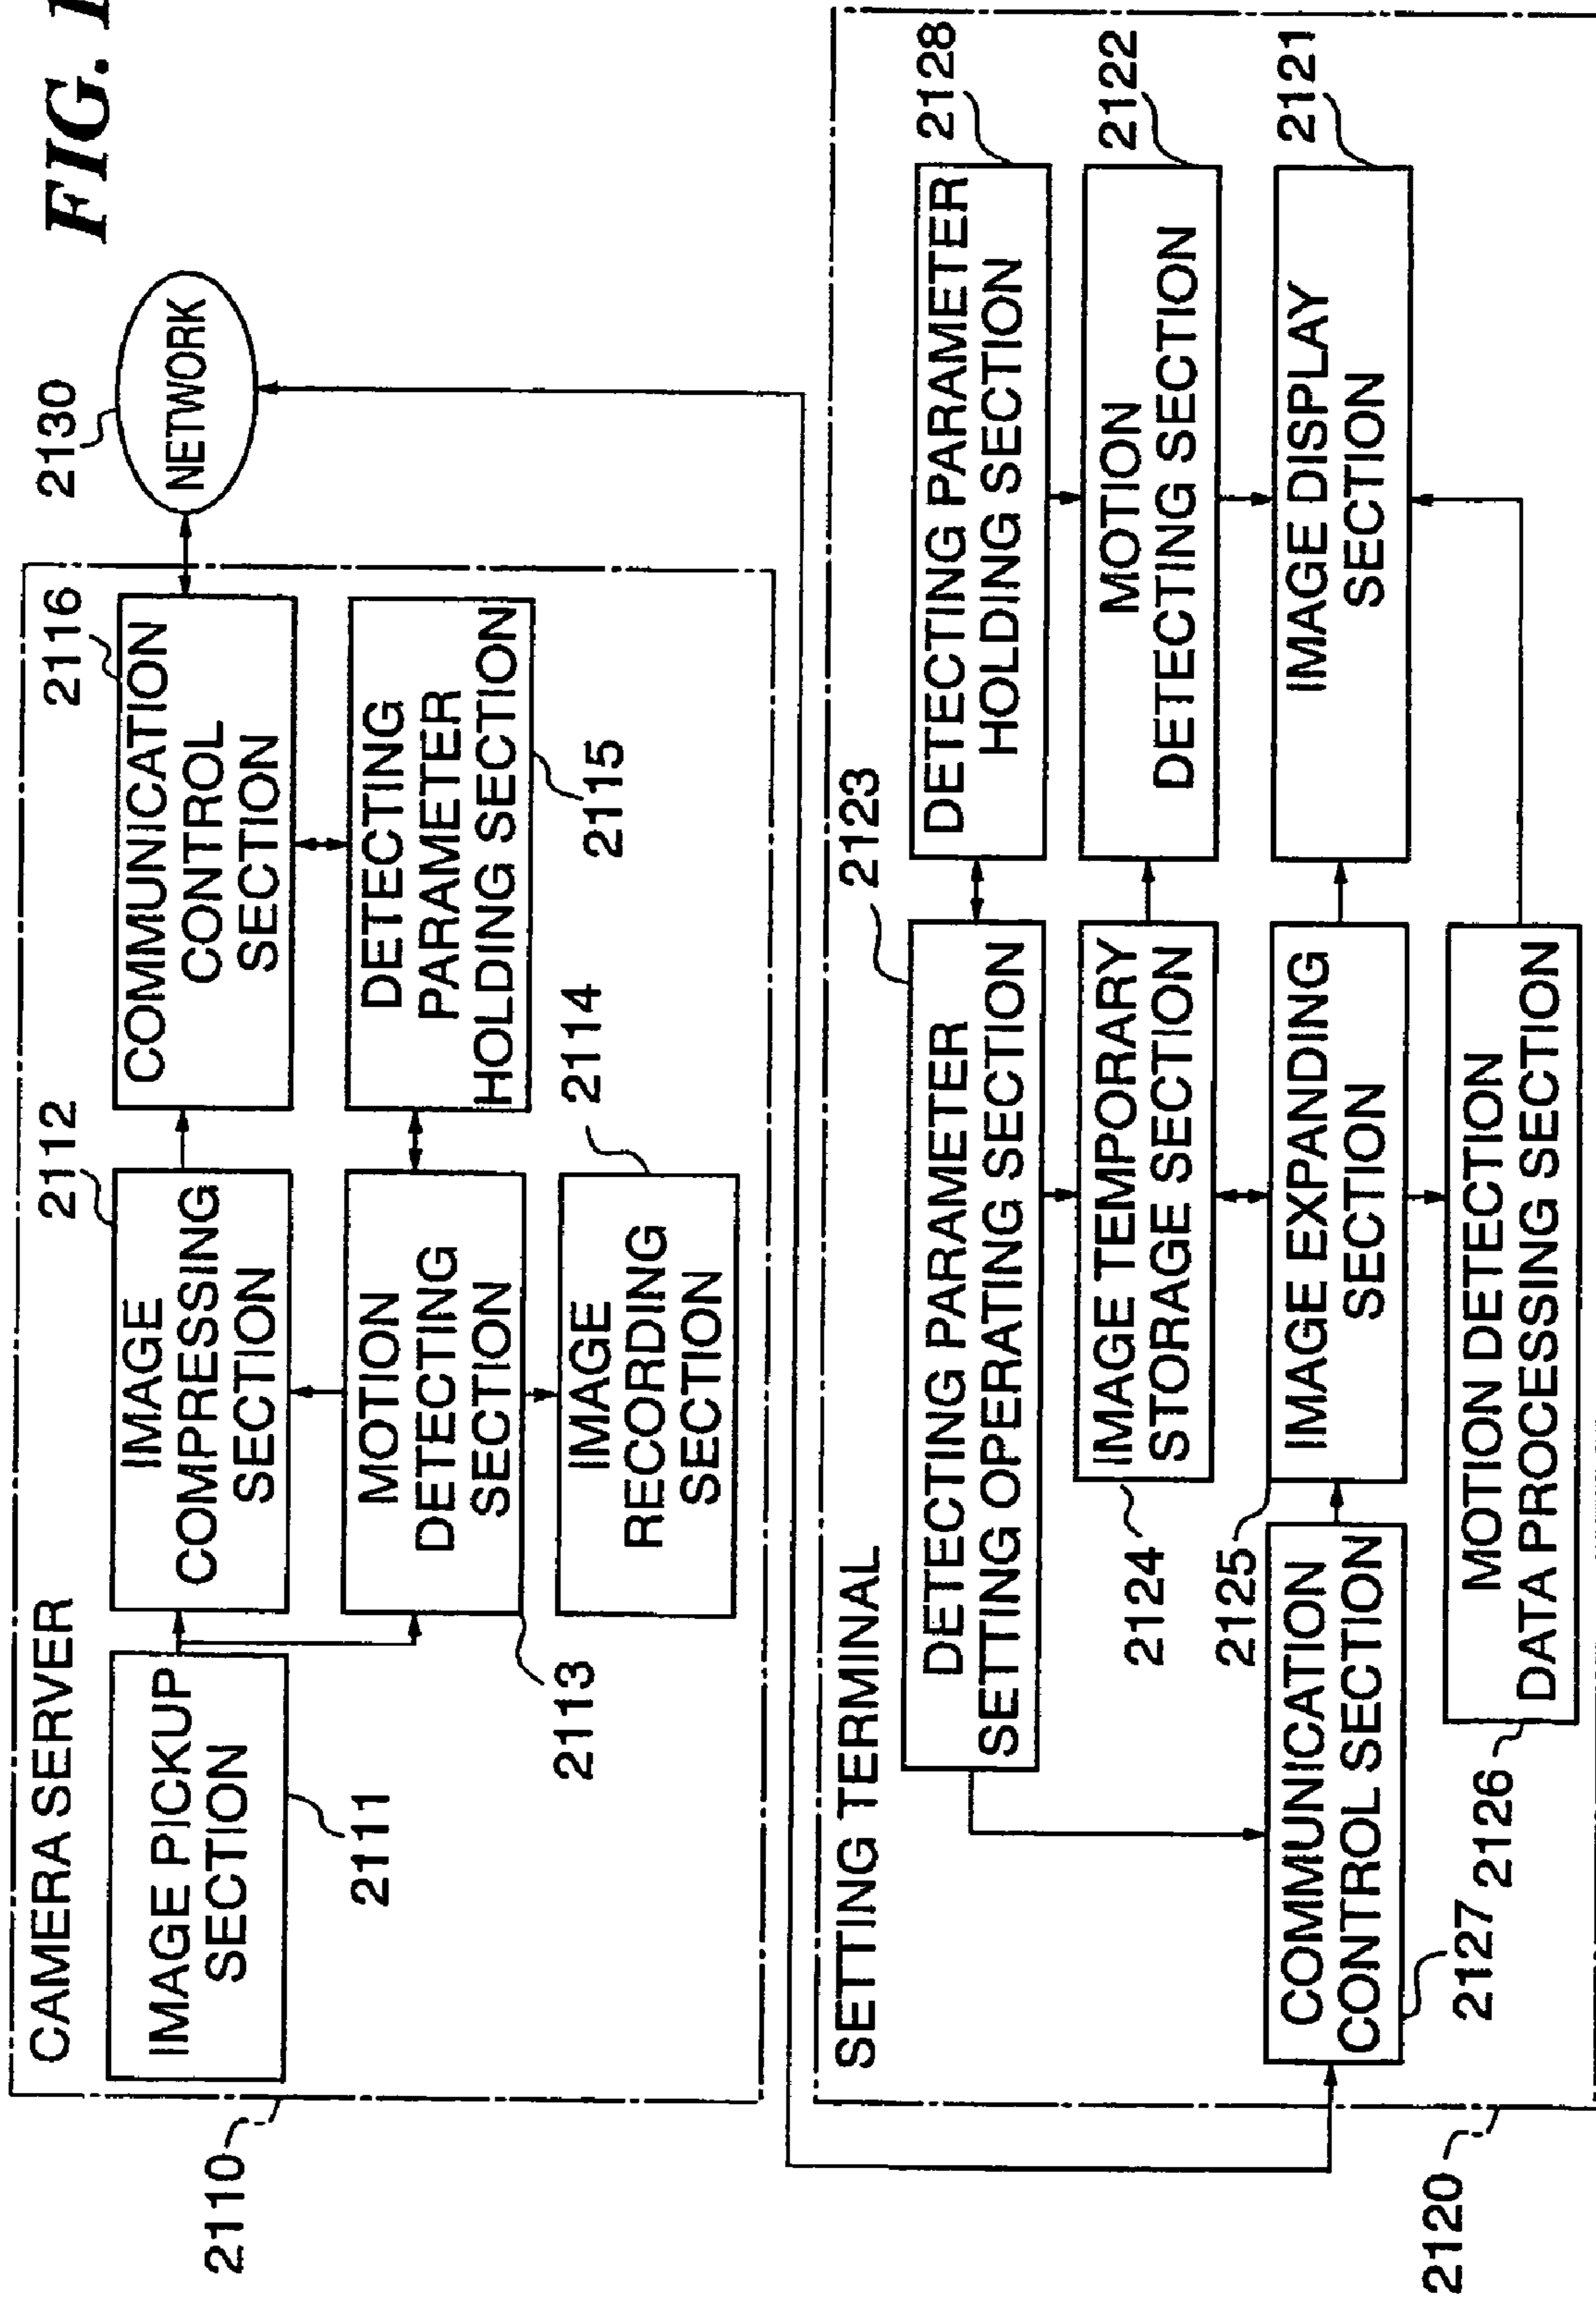 FIG. 1
2130
NETWORK
CAMERA SERVER
2110
IMAGE PICKUP
SECTION
2111
2112
IMAGE
COMPRESSING
SECTION
2116
COMMUNICATION
CONTROL
SECTION
MOTION
DETECTING
SECTION
2113
DETECTING
PARAMETER
HOLDING SECTION
2115
2114
IMAGE
RECORDING
SECTION
SETTING TERMINAL
2120
2123
DETECTING PARAMETER
SETTING OPERATING SECTION
2128
DETECTING PARAMETER
HOLDING SECTION
IMAGE TEMPORARY
STORAGE SECTION
2124
2122
MOTION
DETECTING SECTION
2125
IMAGE EXPANDING
SECTION
2121
IMAGE DISPLAY
SECTION
COMMUNICATION
CONTROL SECTION
2127
2126
MOTION DETECTION
DATA PROCESSING SECTION